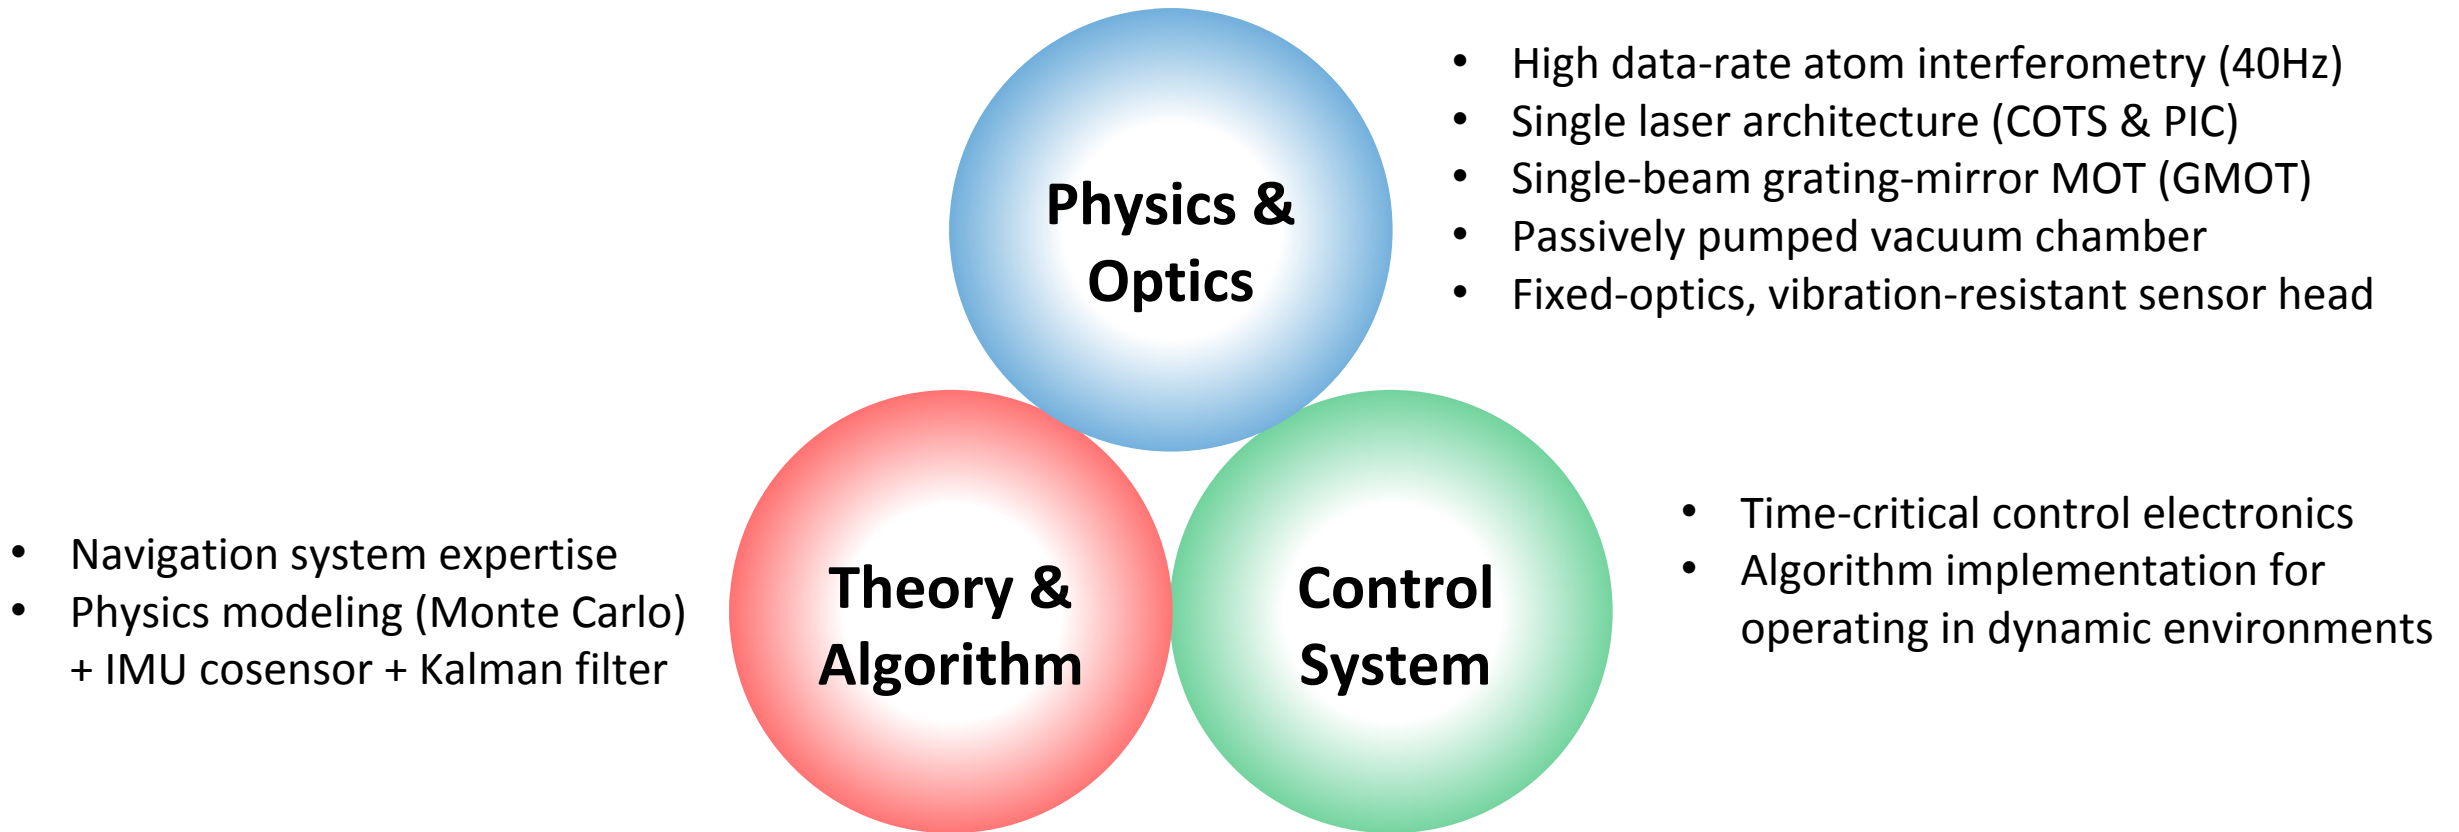 Physics &
Optics
• High data-rate atom interferometry (40Hz)
• Single laser architecture (COTS & PIC)
• Single-beam grating-mirror MOT (GMOT)
• Passively pumped vacuum chamber
• Fixed-optics, vibration-resistant sensor head
• Navigation system expertise
• Physics modeling (Monte Carlo)
+ IMU cosensor + Kalman filter
Theory &
Algorithm
Control
System
• Time-critical control electronics
• Algorithm implementation for
operating in dynamic environments